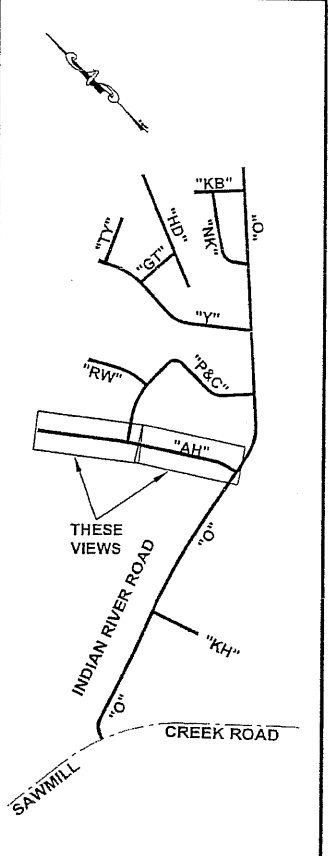 "KB"
"TY"
"HD"
"NK"
"O"
"GT"
"Y"
"P&C"
"RW"
"AH"
THESE
VIEWS
"O"
INDIAN RIVER ROAD
"KH"
"O"
CREEK ROAD
SAWMILL